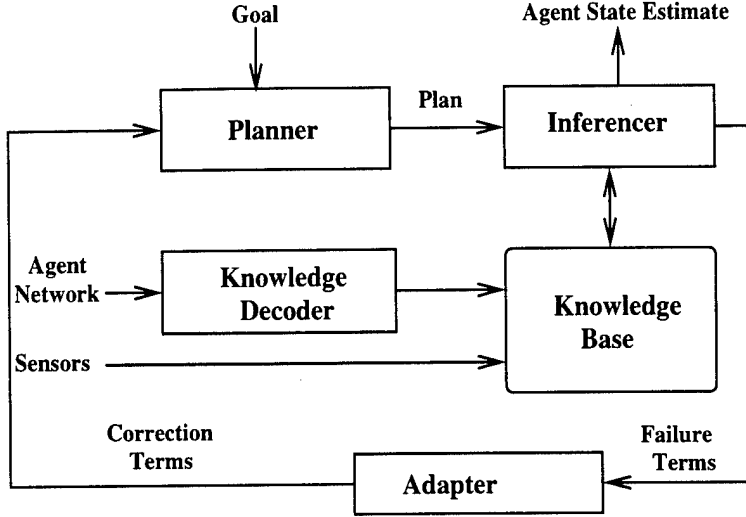 Goal
Agent State Estimate
Planner
Plan
Inferencer
Agent
Network
Knowledge
Decoder
Knowledge
Base
Sensors
Correction
Terms
Adapter
Failure
Terms